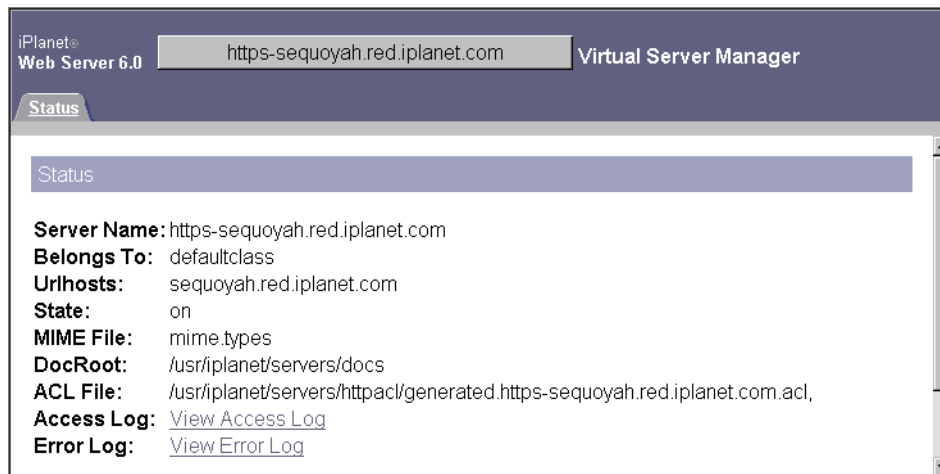 iPlanet®
Web Server 6.0
https-sequoyah.red.iplanet.com
Virtual Server Manager
Status
Status
Server Name: https-sequoyah.red.iplanet.com
Belongs To: defaultclass
Urlhosts: sequoyah.red.iplanet.com
State: on
MIME File: mime.types
DocRoot: /usr/iplanet/servers/docs
ACL File: /usr/iplanet/servers/httpacl/generated.https-sequoyah.red.iplanet.com.acl,
Access Log: View Access Log
Error Log: View Error Log